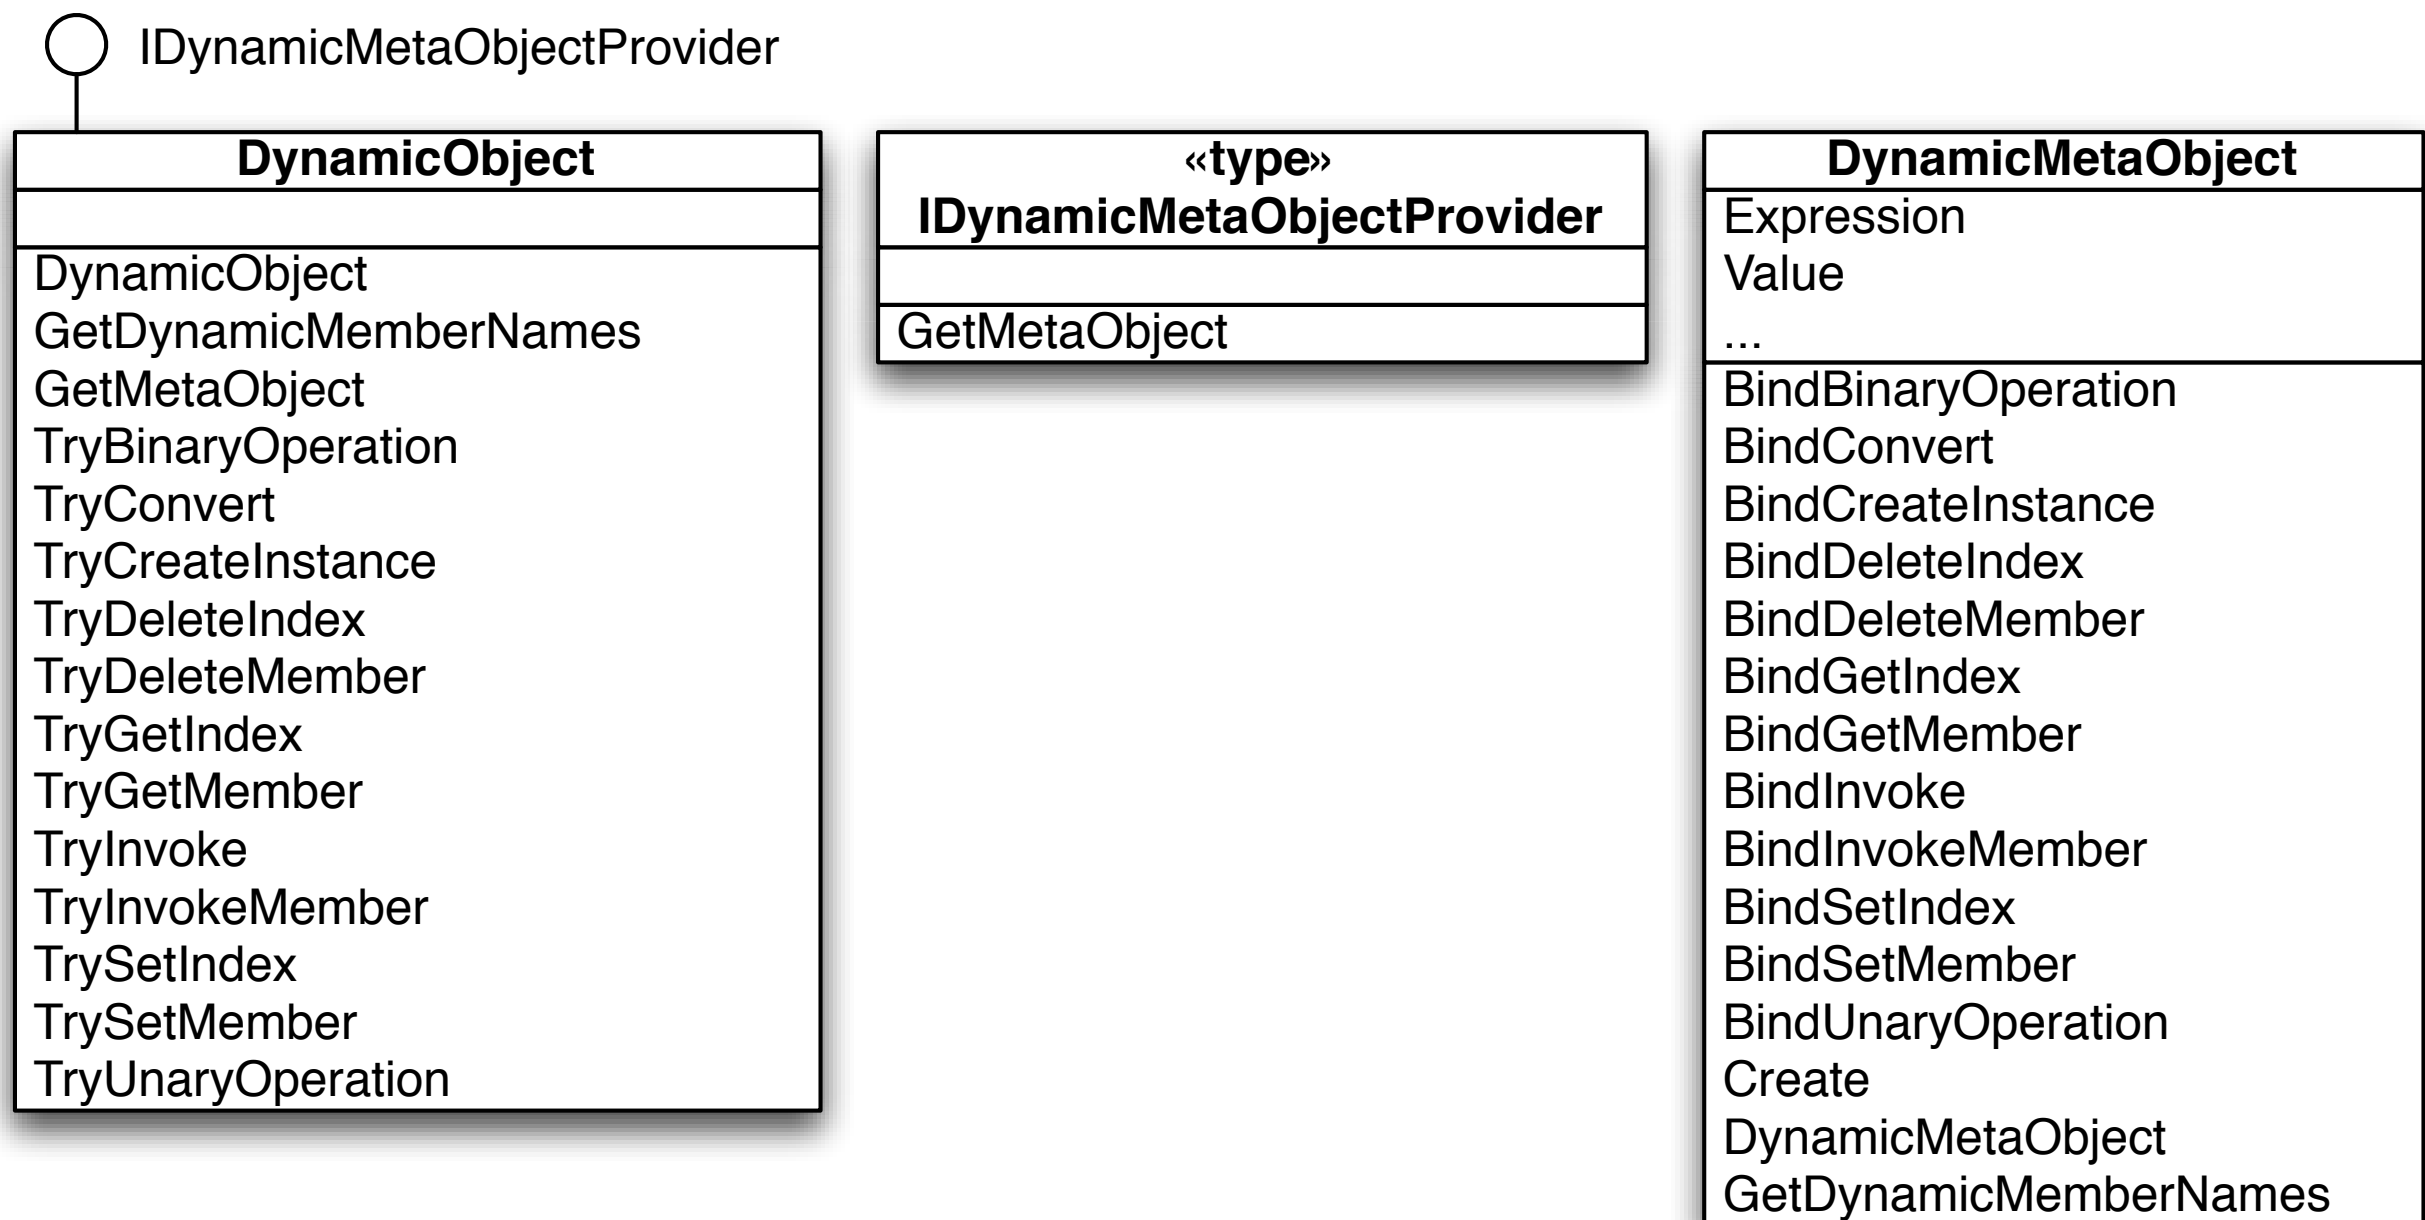 IDynamicMetaObjectProvider
DynamicObject
DynamicObject
GetDynamicMemberNames
GetMetaObject
TryBinaryOperation
TryConvert
TryCreateInstance
TryDeleteIndex
TryDeleteMember
TryGetIndex
TryGetMember
TryInvoke
TryInvokeMember
TrySetIndex
TrySetMember
TryUnaryOperation
«type»
IDynamicMetaObjectProvider
GetMetaObject
DynamicMetaObject
Expression
Value
...
BindBinaryOperation
BindConvert
BindCreateInstance
BindDeleteIndex
BindDeleteMember
BindGetIndex
BindGetMember
BindInvoke
BindInvokeMember
BindSetIndex
BindSetMember
BindUnaryOperation
Create
DynamicMetaObject
GetDynamicMemberNames